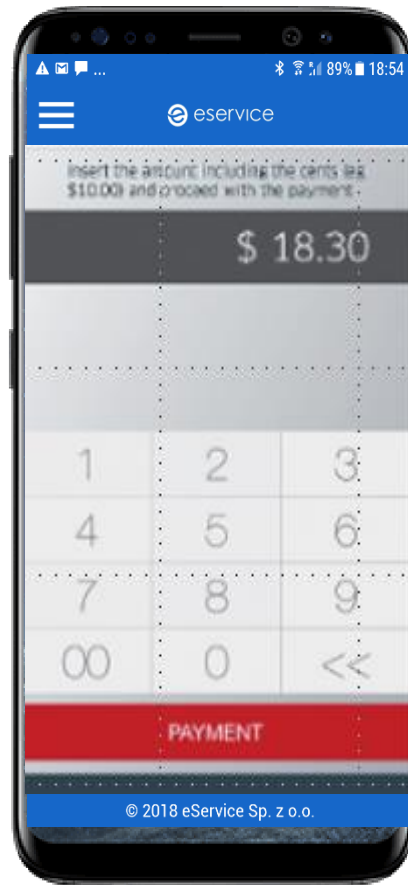 ... 89% 18:54
eservice
Insert the amount including the cents (eg
$10.00) and proceed with the payment.
$ 18.30
1 2 3
4 5 6
7 8 9
00 0 <<
PAYMENT
© 2018 eService Sp. z o.o.